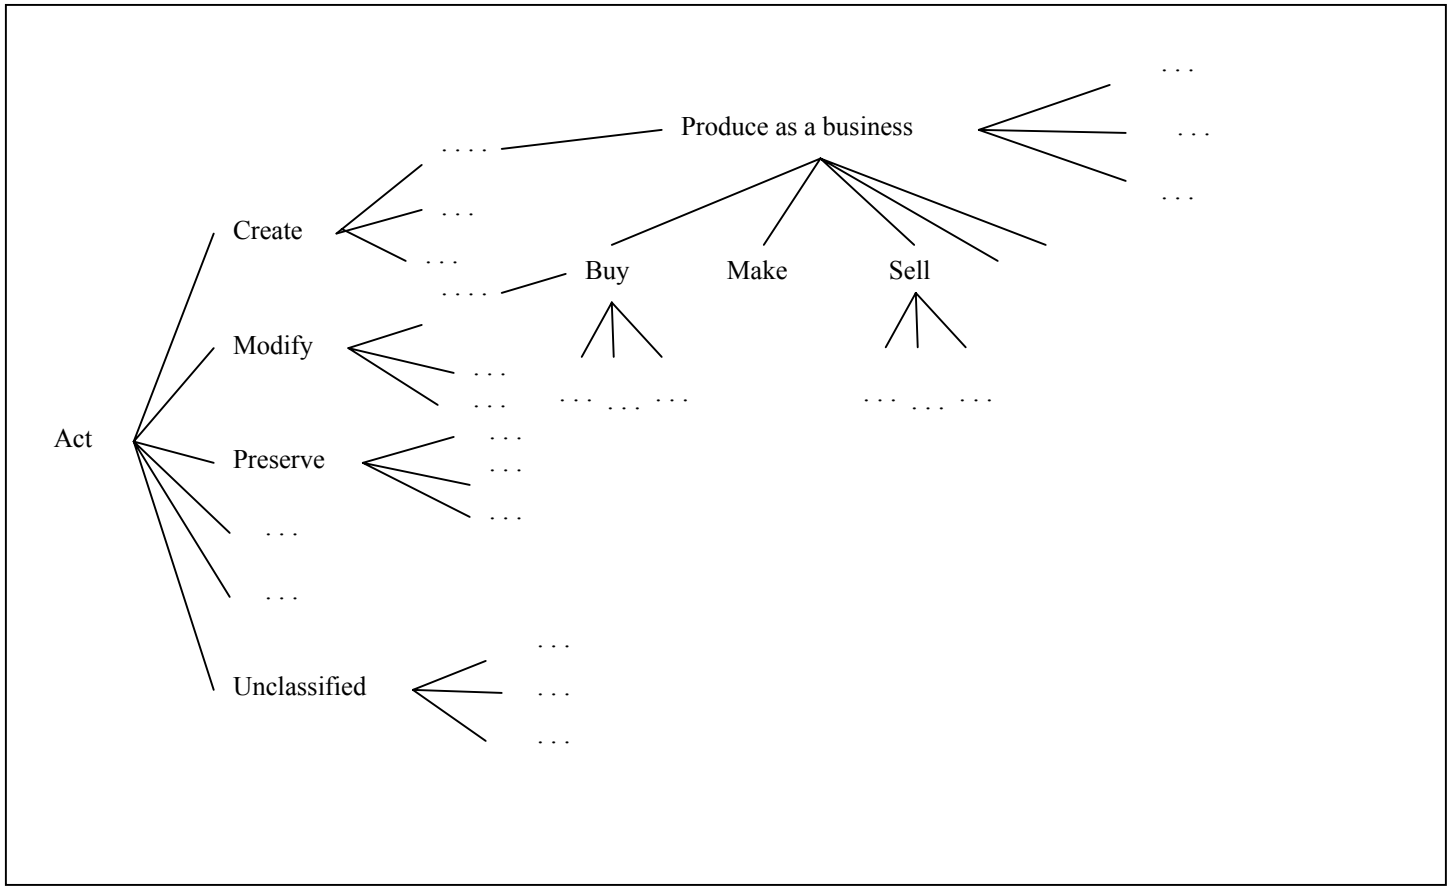 . . .
Produce as a business
. . .
. . . .
. . .
. . .
Create
. . .
Buy
Make
Sell
. . . .
Modify
. . .
. . .
. . .
. . .
. . .
. . .
. . .
. . .
Act
. . .
Preserve
. . .
. . .
. . .
. . .
. . .
Unclassified
. . .
. . .